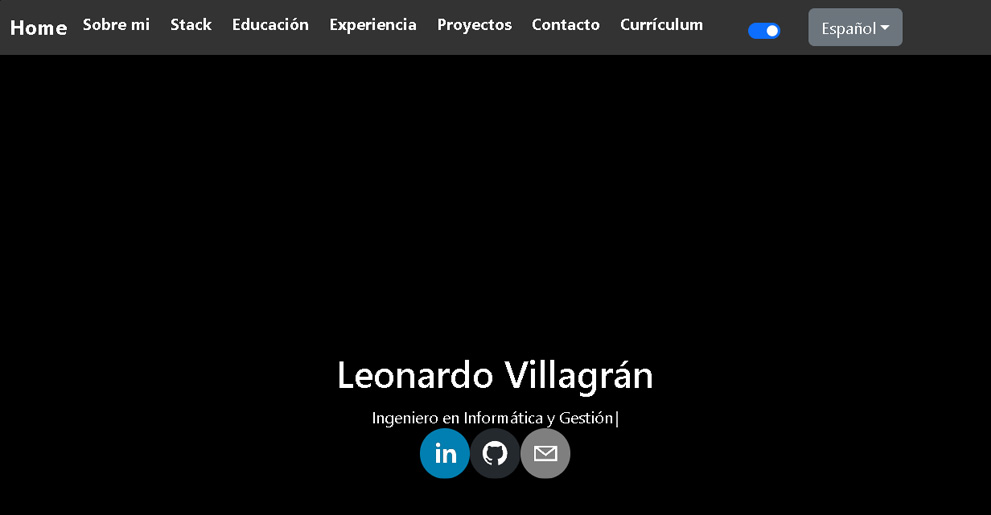 Home Sobre mi Stack Educación Experiencia Proyectos Contacto Currículum Español
Leonardo Villagrán
Ingeniero en Informática y Gestión|
in